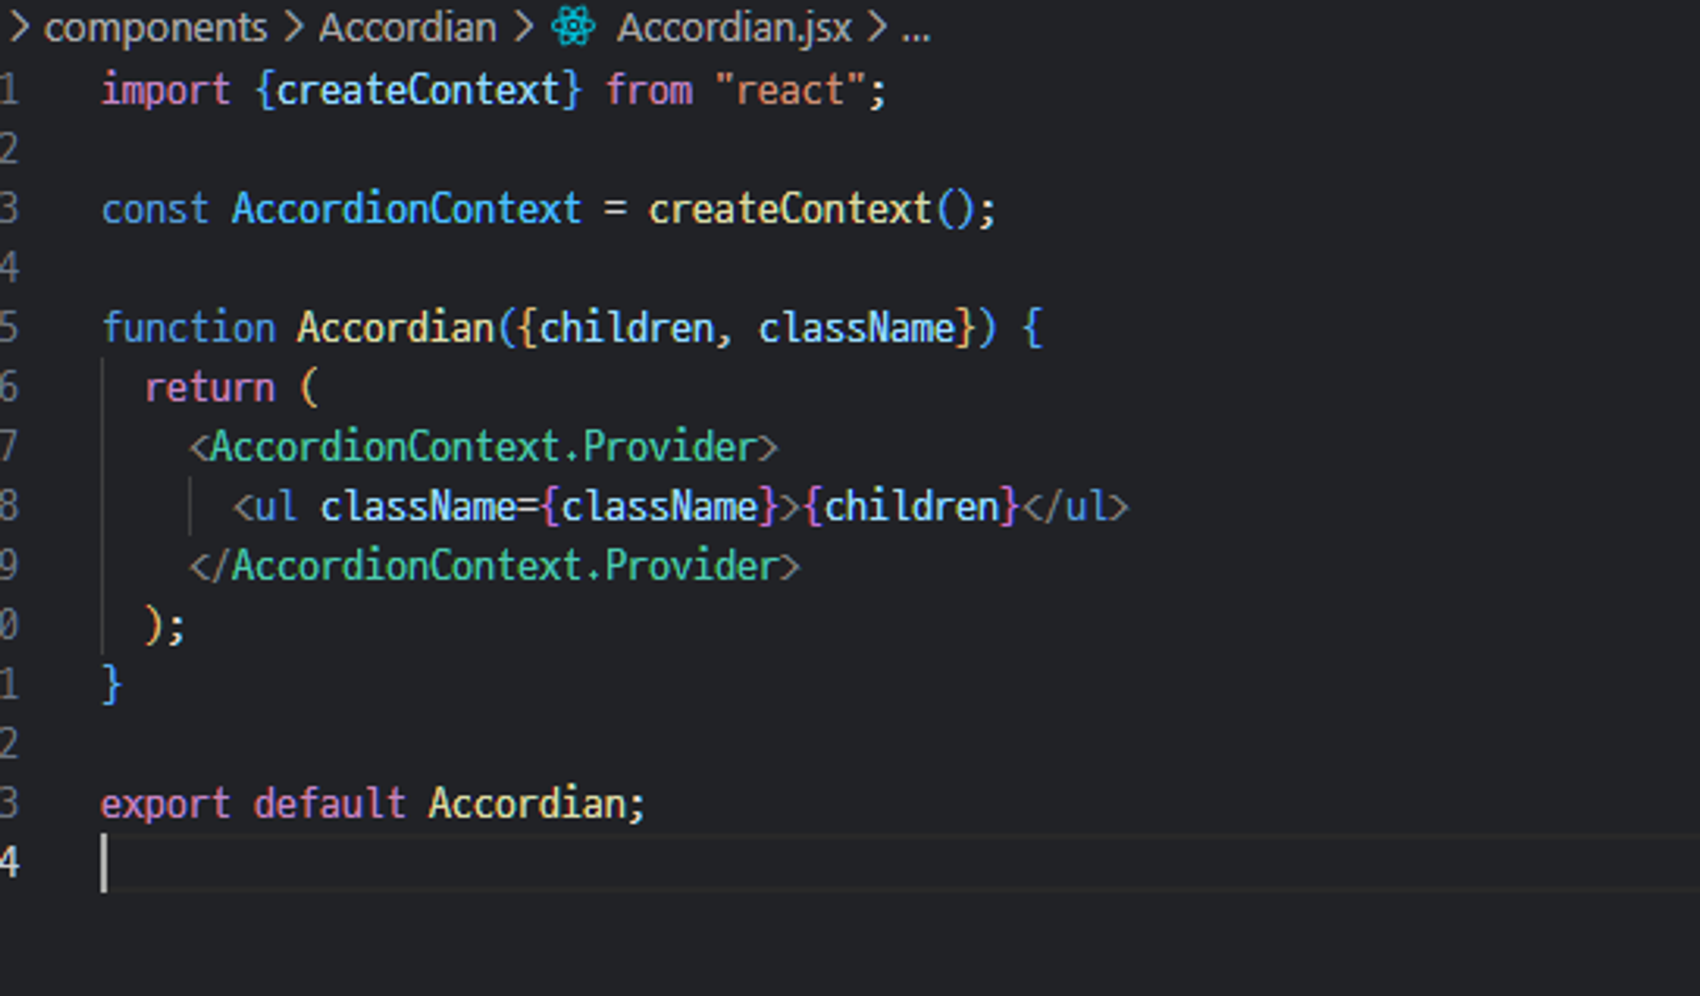 > components > Accordian > Accordian.jsx > ...
1 import {createContext} from "react";
2
3 const AccordionContext = createContext();
4
5 function Accordian({children, className}) {
6 return (
7 <AccordionContext.Provider>
8 <ul className={className}>{children}</ul>
9 </AccordionContext.Provider>
0 );
1 }
2
3 export default Accordian;
4